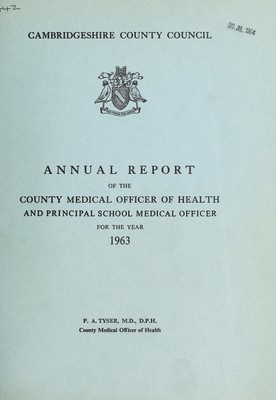 CAMBRIDGESHIRE COUNTY COUNCIL
ANNUAL REPORT
OF THE
COUNTY MEDICAL OFFICER OF HEALTH
AND PRINCIPAL SCHOOL MEDICAL OFFICER
FOR THE YEAR
1963
P. A. TYSER, M.D., D.P.H.
County Medical Officer of Health